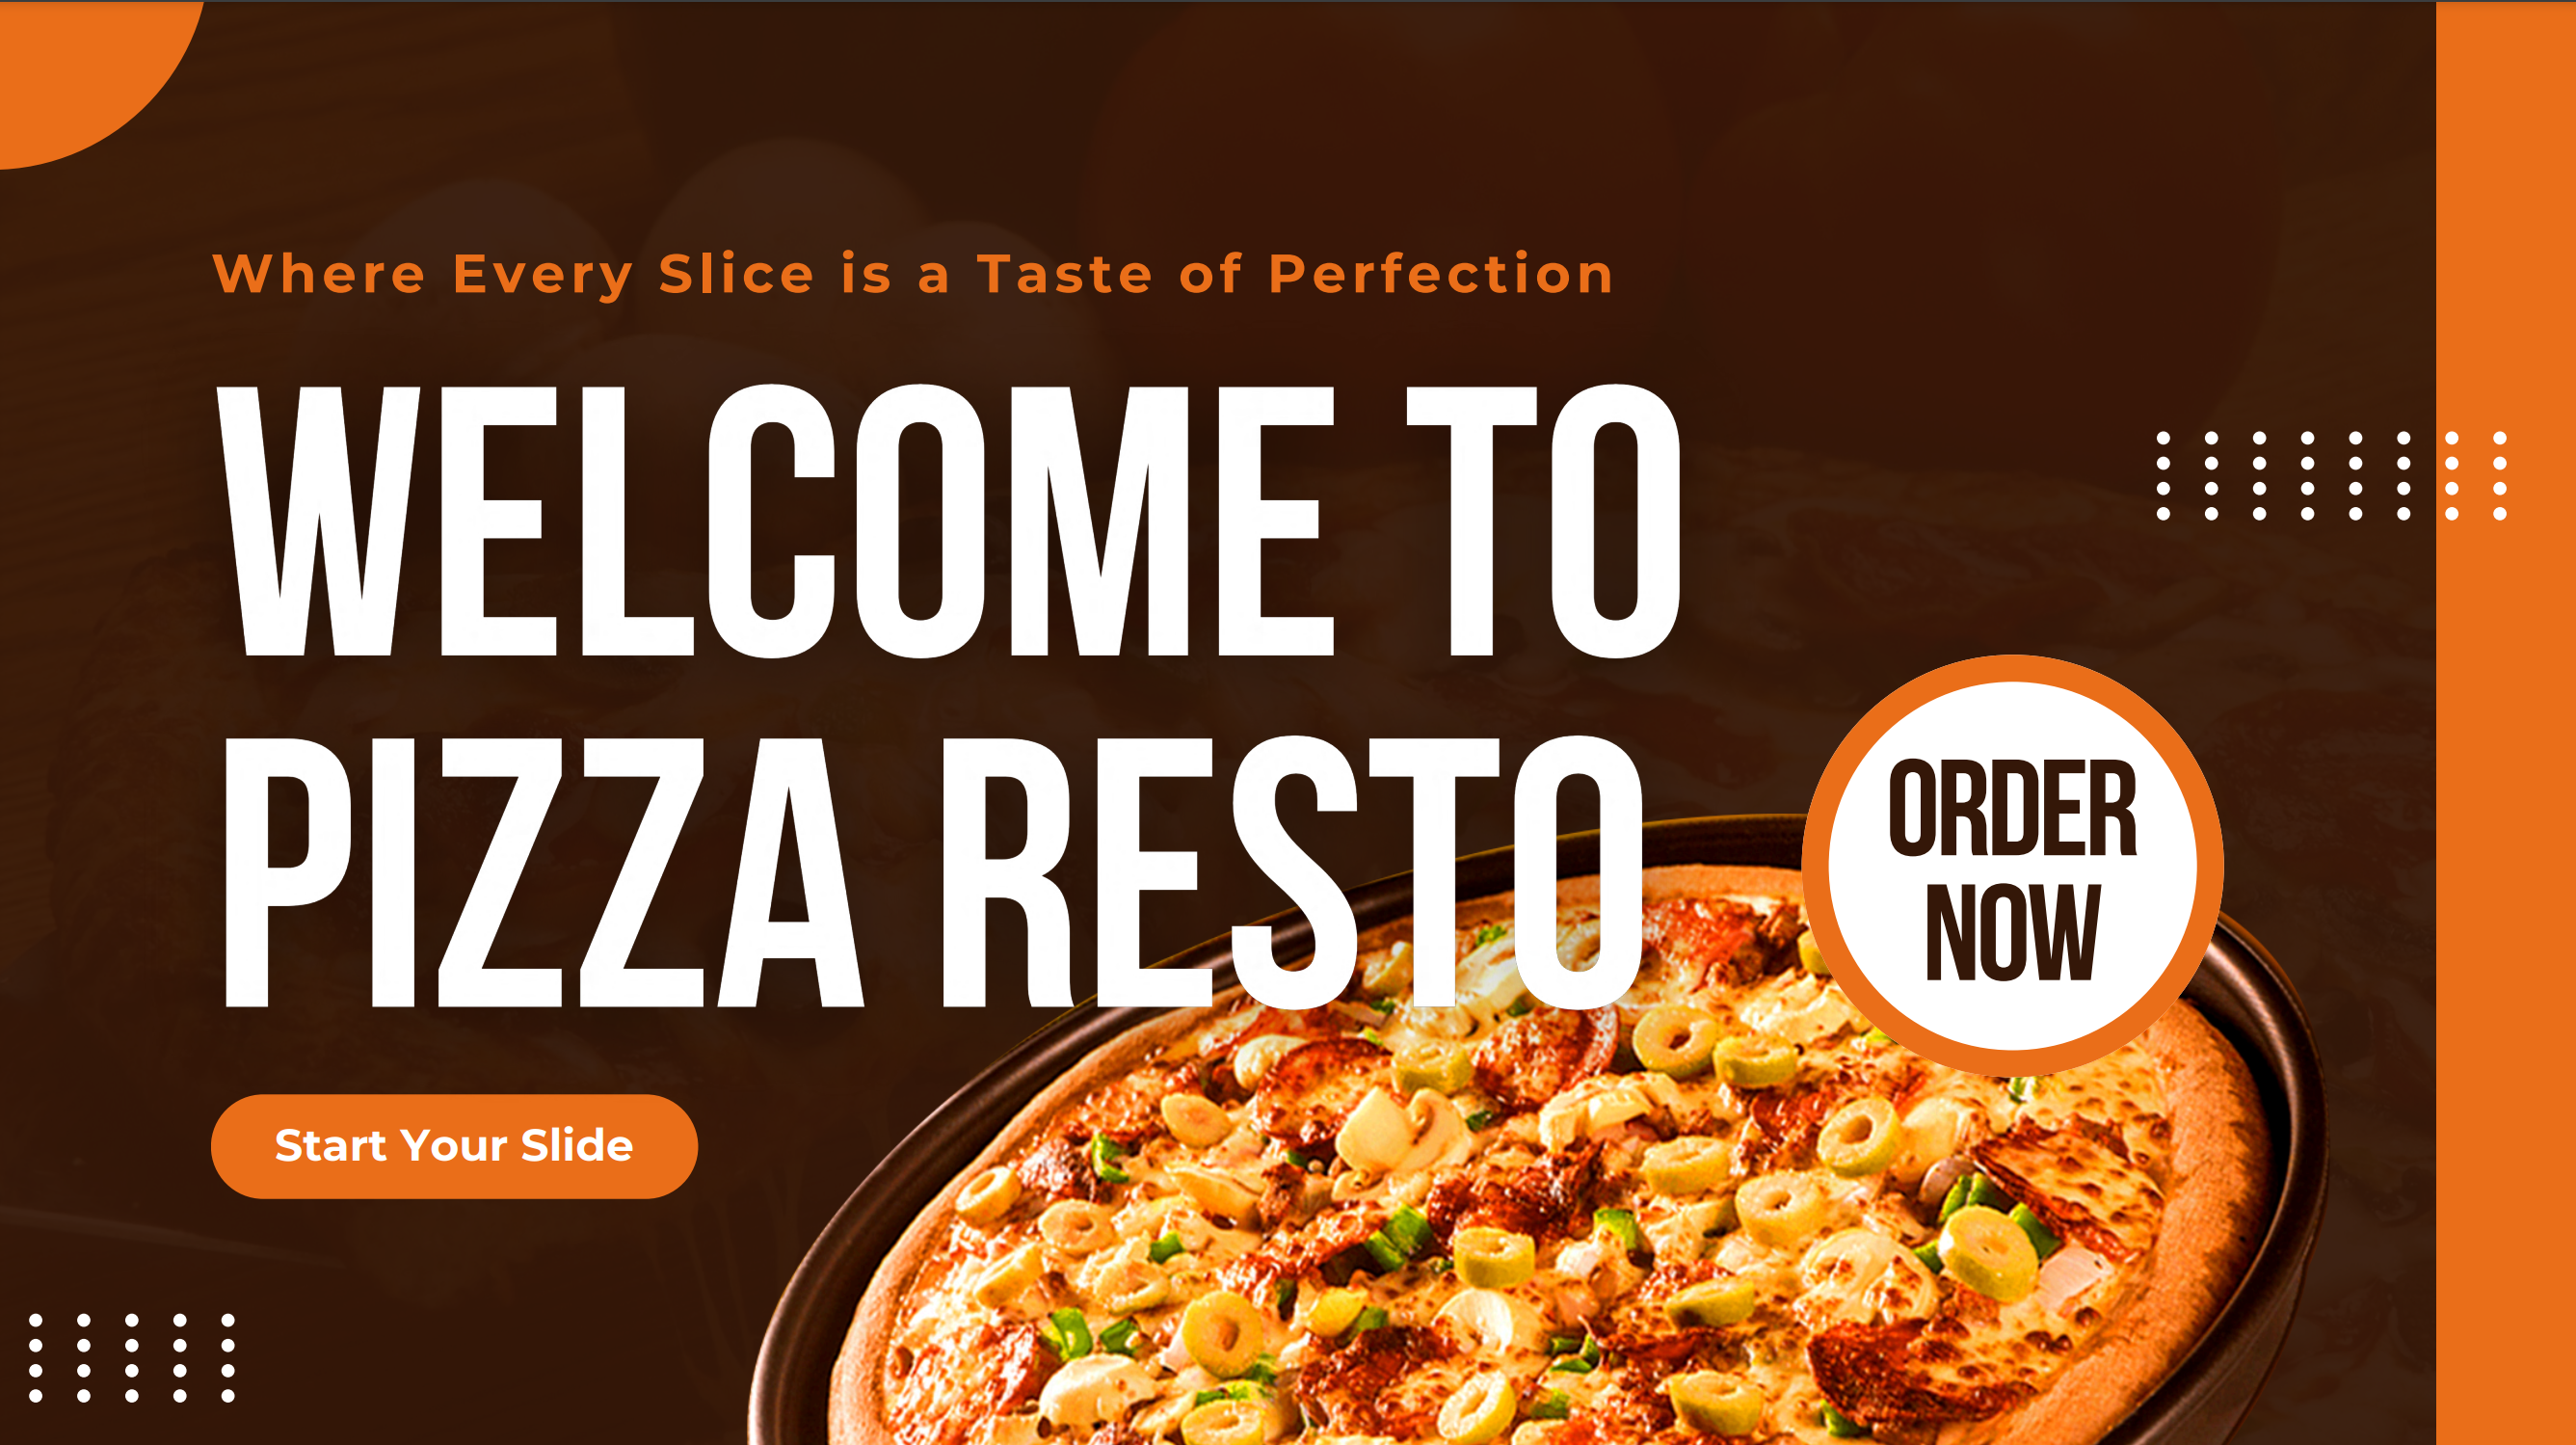 Where Every Slice is a Taste of Perfection
WELCOME TO
PIZZA RESTO
ORDER
NOW
Start Your Slide